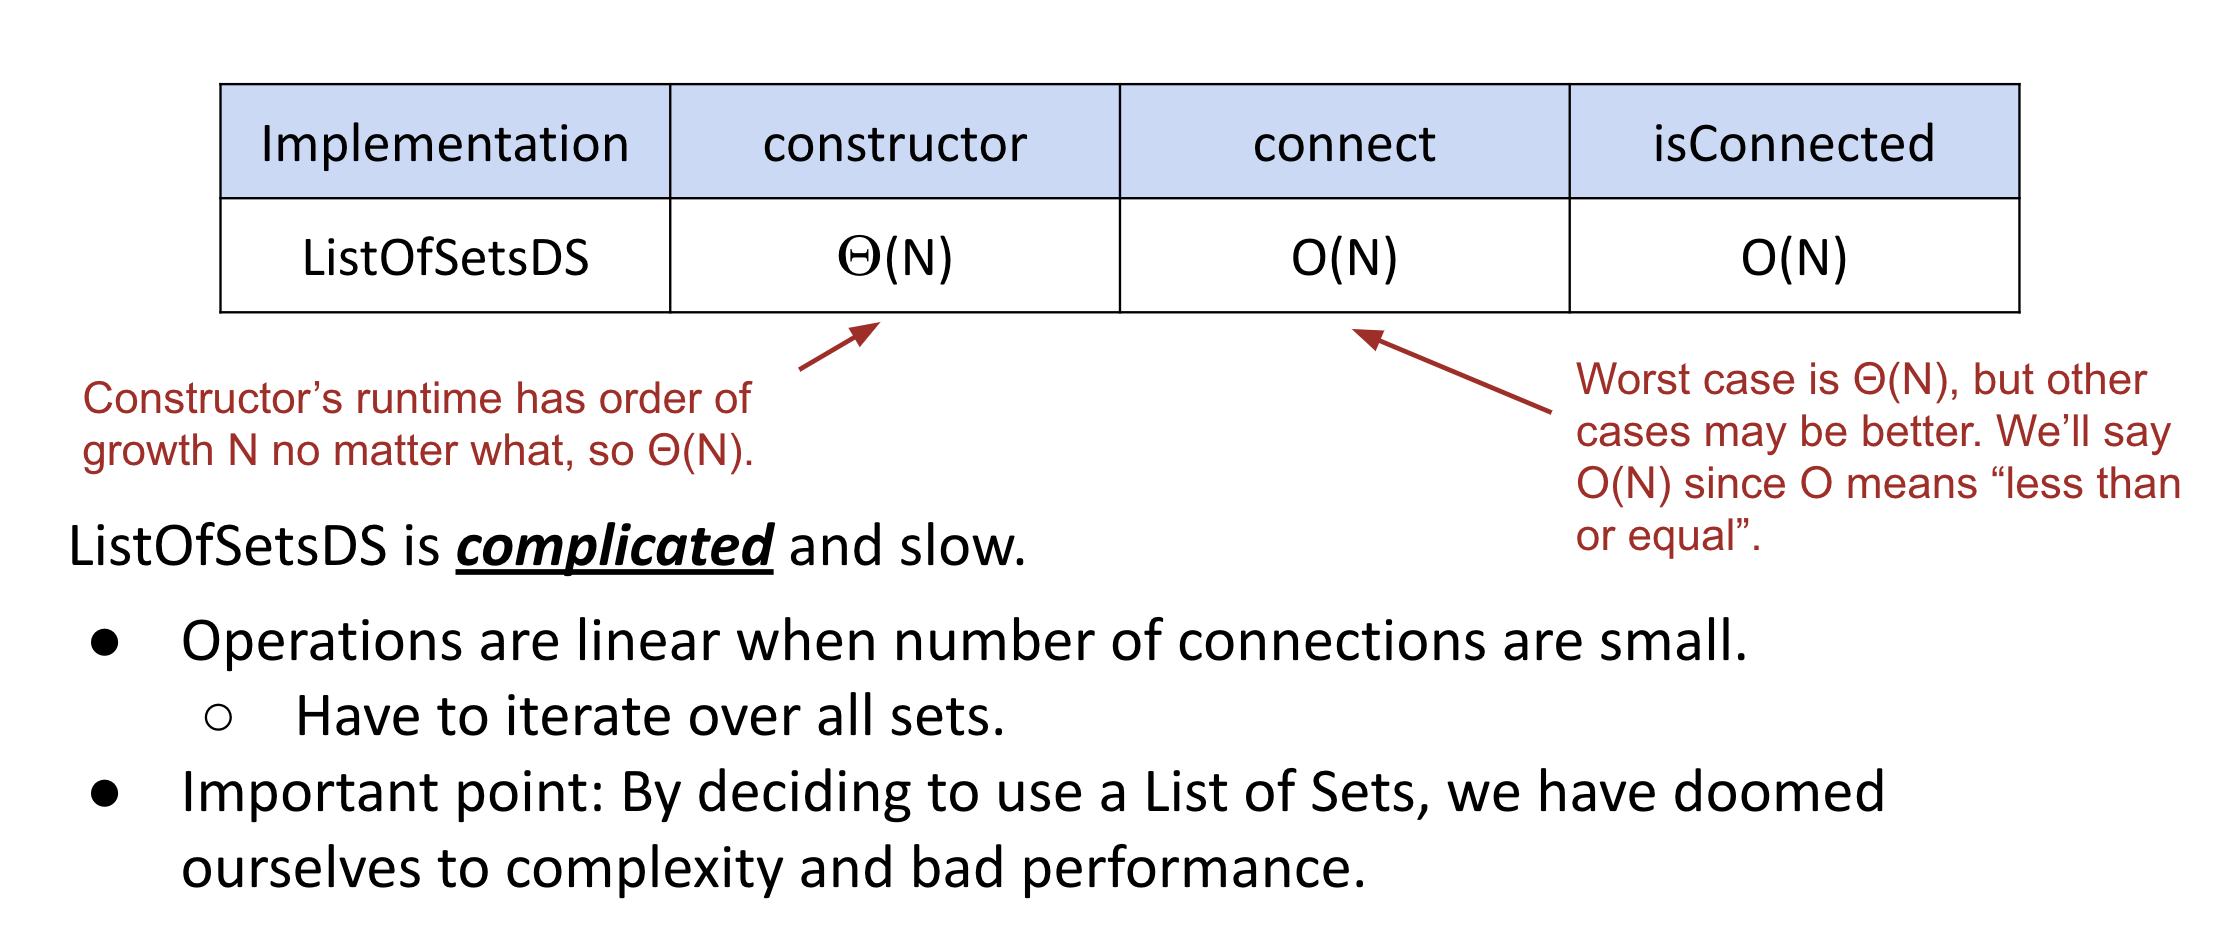 Implementation constructor connect isConnected
ListOfSetsDS Θ(N) O(N) O(N)
Constructor’s runtime has order of
growth N no matter what, so Θ(N).
Worst case is Θ(N), but other
cases may be better. We’ll say
O(N) since O means “less than
or equal”.
ListOfSetsDS is complicated and slow.
● Operations are linear when number of connections are small.
○ Have to iterate over all sets.
● Important point: By deciding to use a List of Sets, we have doomed
ourselves to complexity and bad performance.